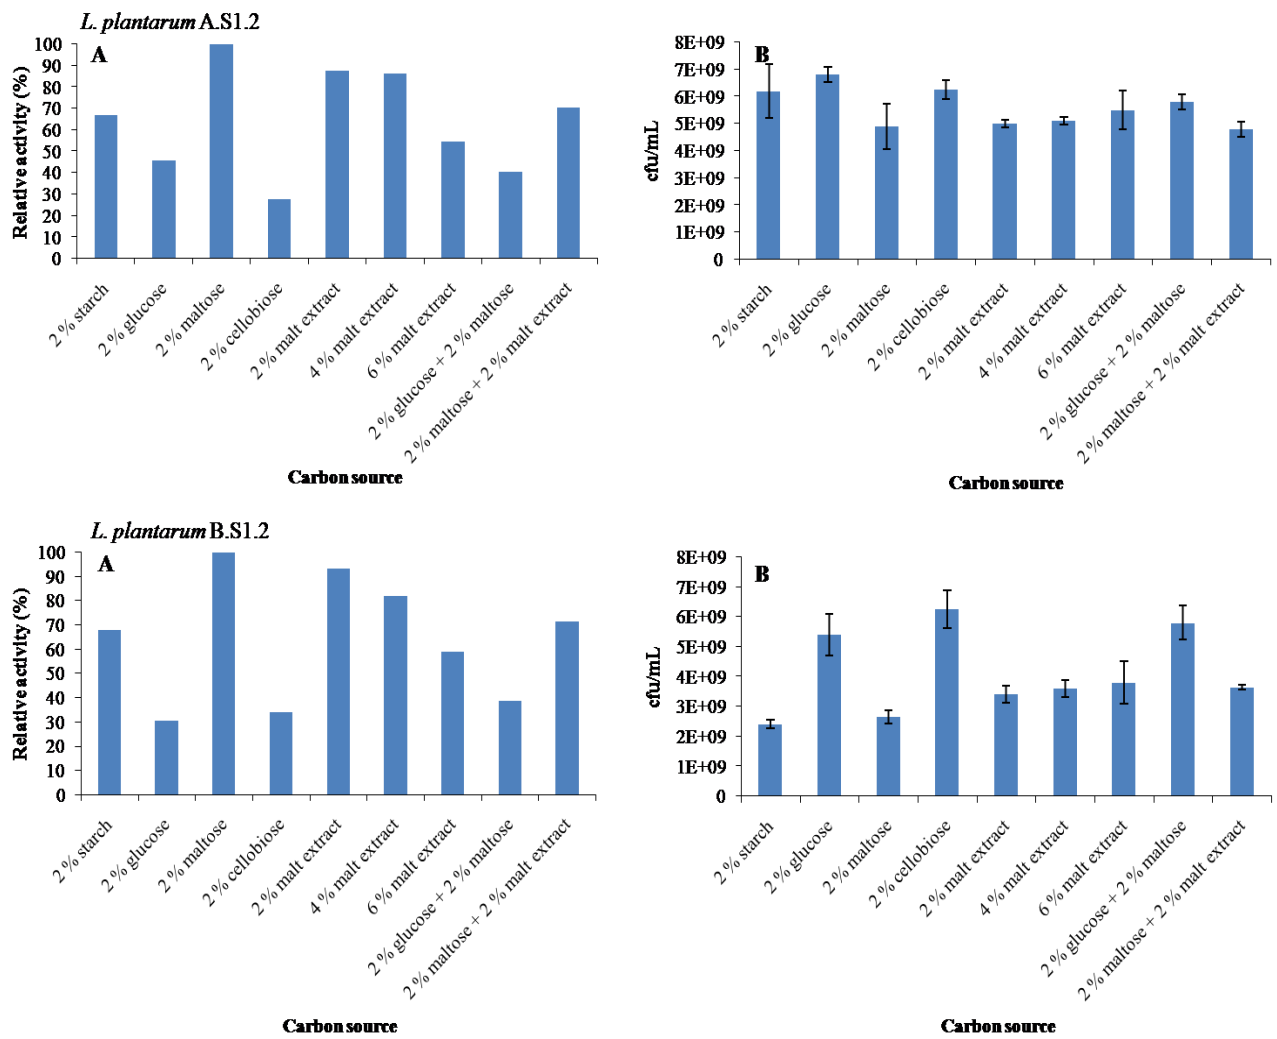 L. plantarum A.S1.2
A
Relative activity (%)
100
90
80
70
60
50
40
30
20
10
0
2 % starch
2 % glucose
2 % maltose
2 % cellobiose
2 % malt extract
4 % malt extract
6 % malt extract
2 % glucose + 2 % maltose
2 % maltose + 2 % malt extract
Carbon source
B
cfu/mL
8E+09
7E+09
6E+09
5E+09
4E+09
3E+09
2E+09
1E+09
0
2 % starch
2 % glucose
2 % maltose
2 % cellobiose
2 % malt extract
4 % malt extract
6 % malt extract
2 % glucose + 2 % maltose
2 % maltose + 2 % malt extract
Carbon source
L. plantarum B.S1.2
A
Relative activity (%)
100
90
80
70
60
50
40
30
20
10
0
2 % starch
2 % glucose
2 % maltose
2 % cellobiose
2 % malt extract
4 % malt extract
6 % malt extract
2 % glucose + 2 % maltose
2 % maltose + 2 % malt extract
Carbon source
B
cfu/mL
8E+09
7E+09
6E+09
5E+09
4E+09
3E+09
2E+09
1E+09
0
2 % starch
2 % glucose
2 % maltose
2 % cellobiose
2 % malt extract
4 % malt extract
6 % malt extract
2 % glucose + 2 % maltose
2 % maltose + 2 % malt extract
Carbon source